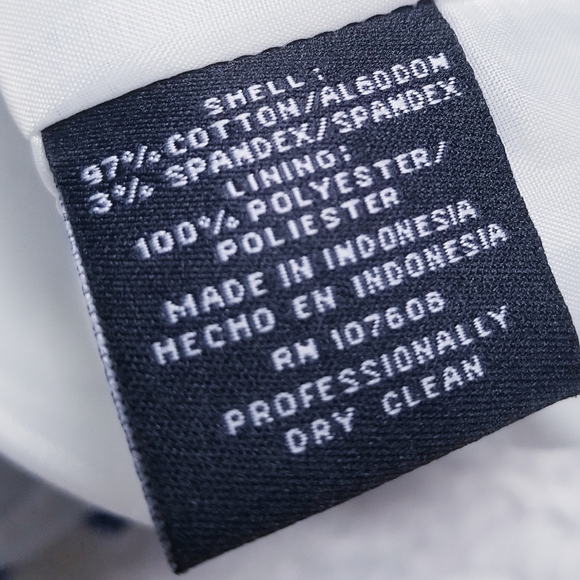 SHELL:
97% COTTON/ALGODON
3% SPANDEX/SPANDEX
LINING:
100% POLYESTER/
POLIESTER
MADE IN INDONESIA
HECHO EN INDONESIA
RN 107608
PROFESSIONALLY
DRY CLEAN